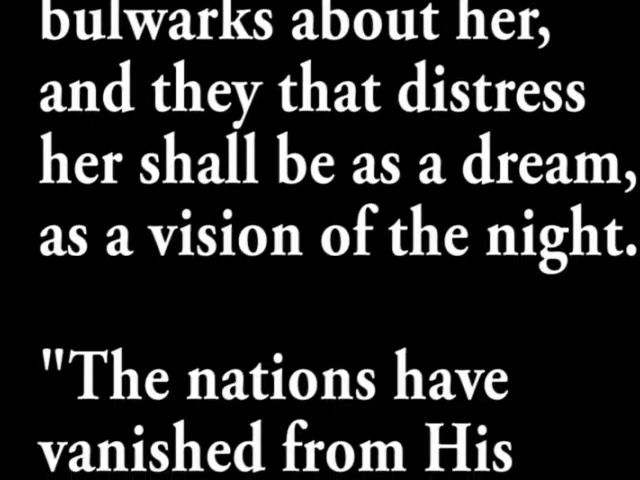 bulwarks about her,
and they that distress
her shall be as a dream,
as a vision of the night.
"The nations have
vanished from His